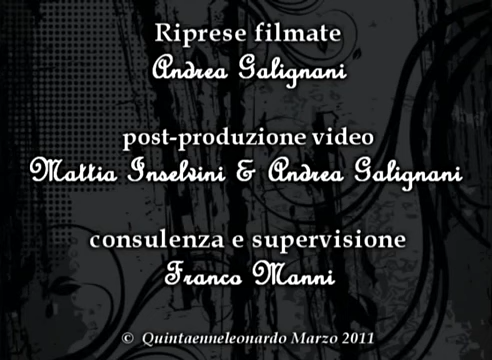 Riprese filmate
Andrea Galignani
post-produzione video
Mattia Inselvini & Andrea Galignani
consulenza e supervisione
Franco Manni
© Quintaenneleonardo Marzo 2011